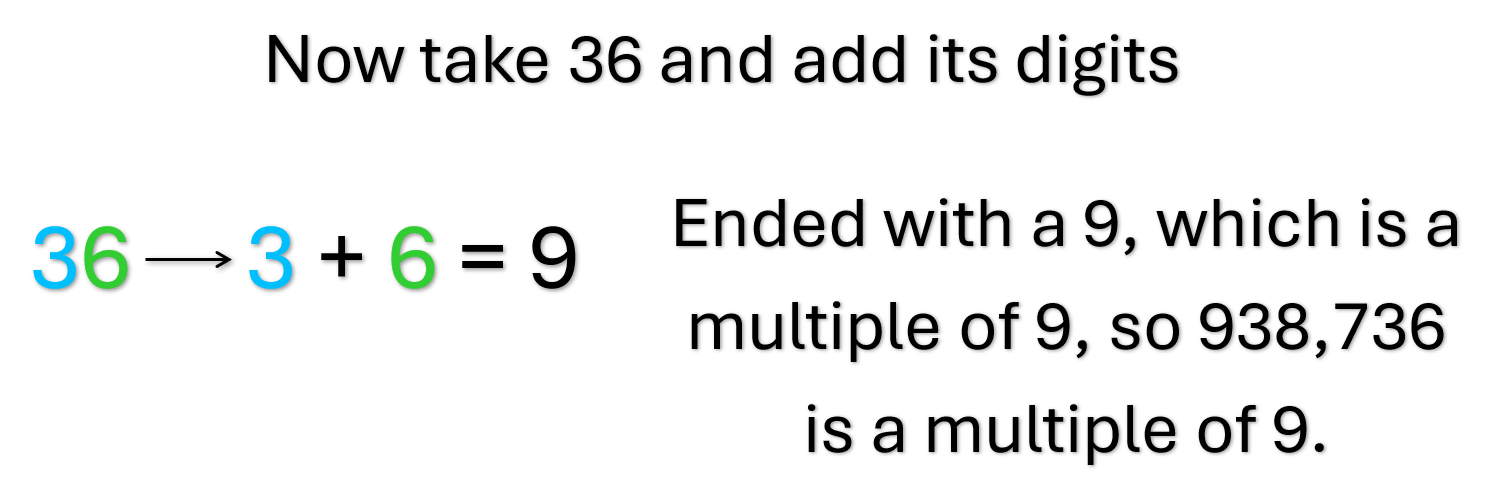 Now take 36 and add its digits
36 → 3 + 6 = 9
Ended with a 9, which is a
multiple of 9, so 938,736
is a multiple of 9.